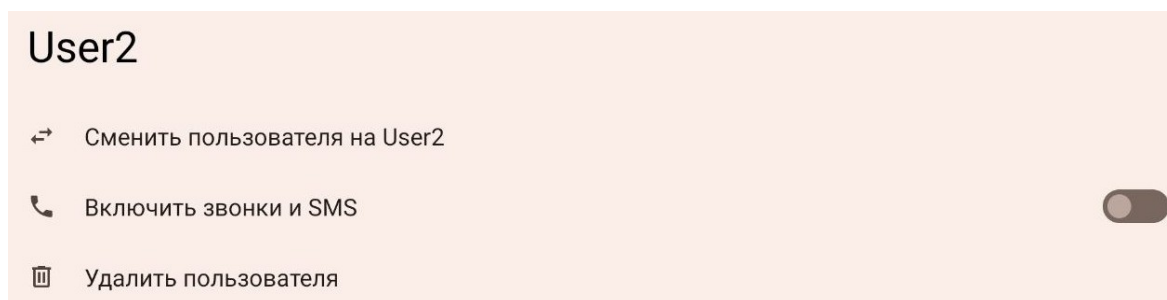 User2
Сменить пользователя на User2
Включить звонки и SMS
Удалить пользователя